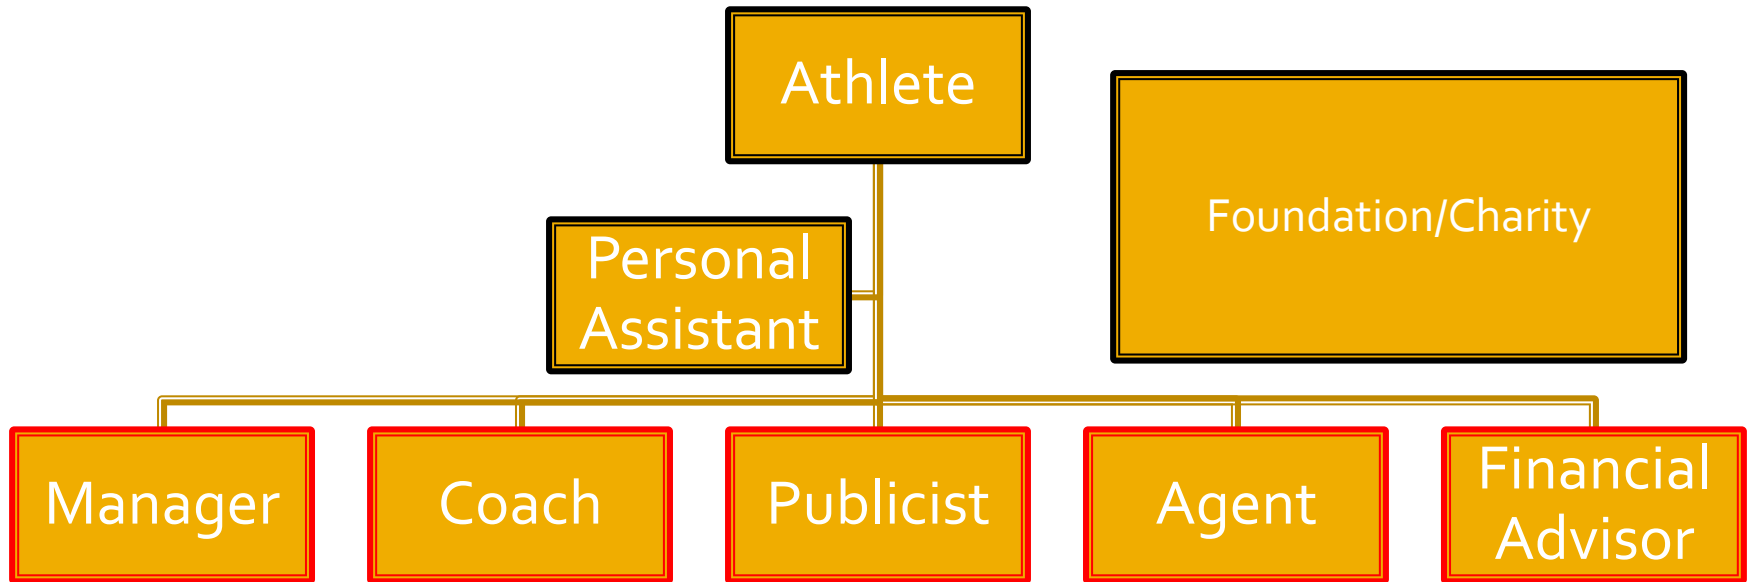 Athlete
Foundation/Charity
Personal
Assistant
Manager
Coach
Publicist
Agent
Financial
Advisor